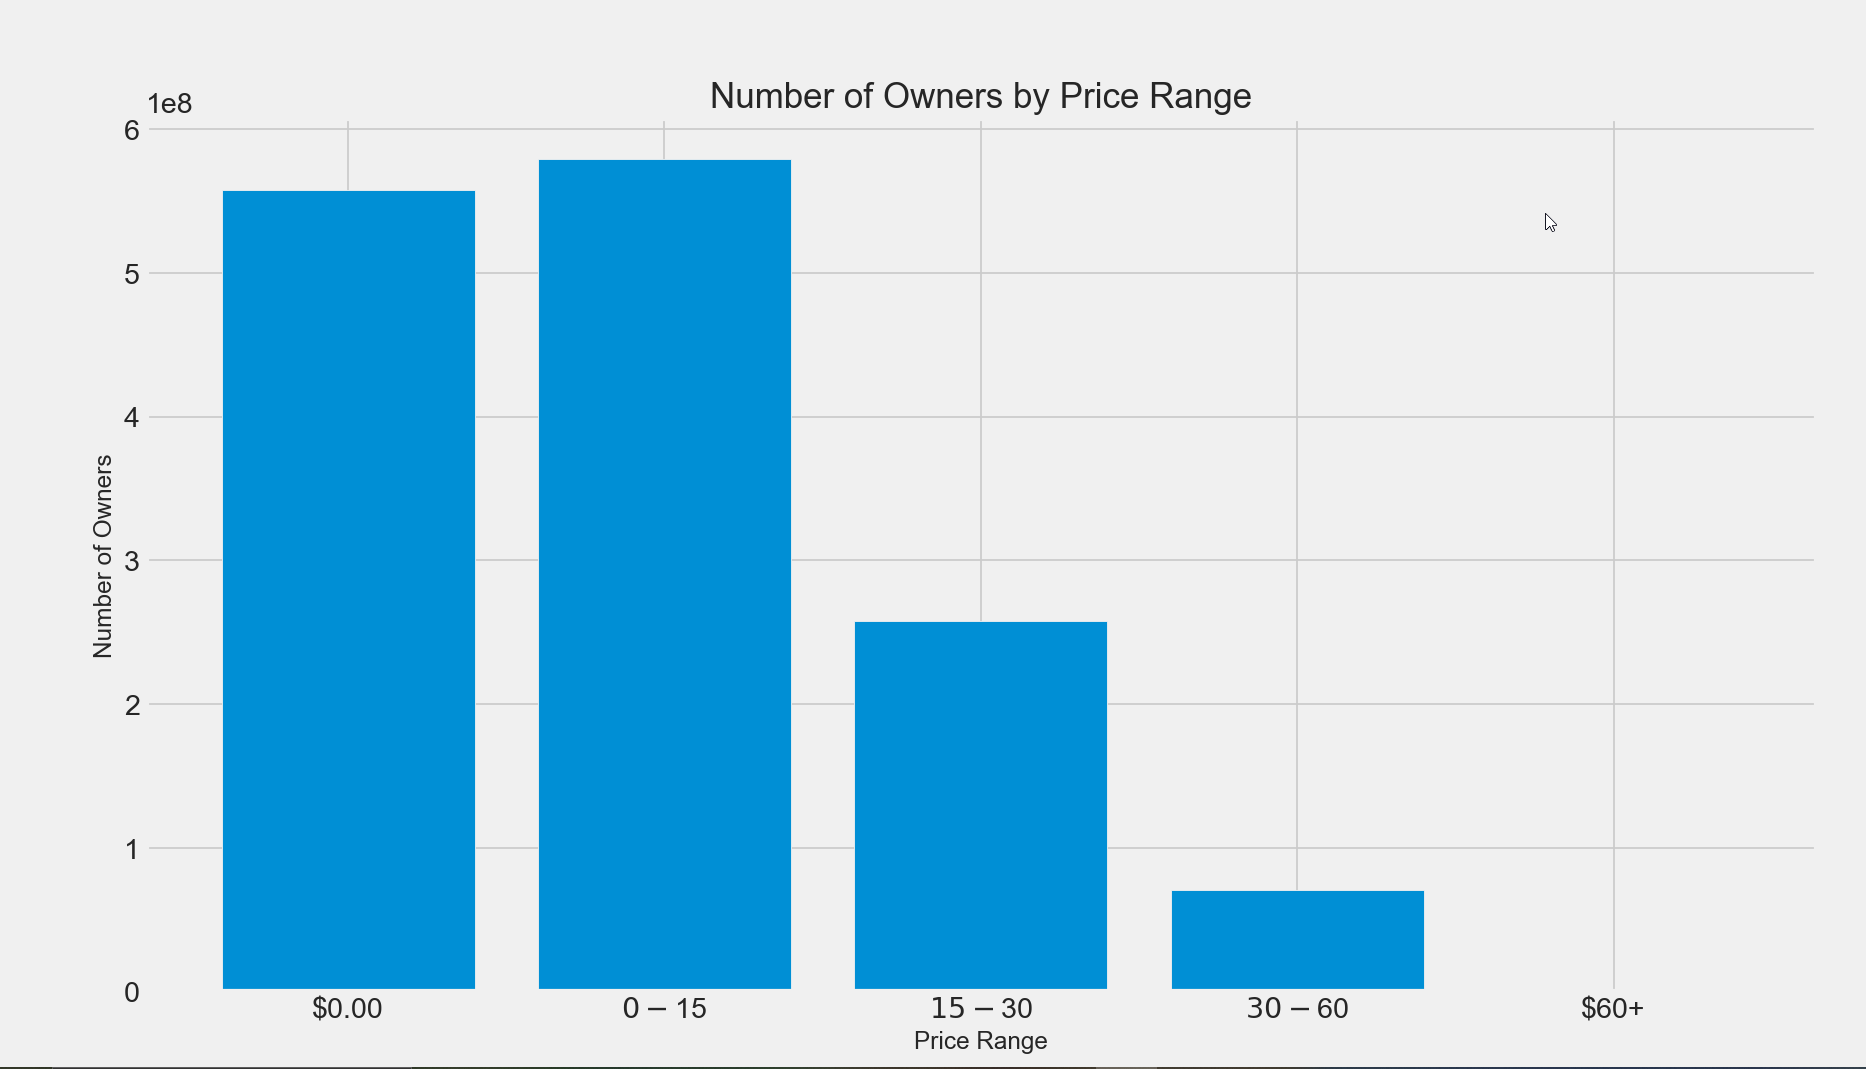 Number of Owners by Price Range
1e8
6
5
4
3
2
1
0
Number of Owners
$0.00
0 − 15
15 − 30
30 − 60
$60+
Price Range